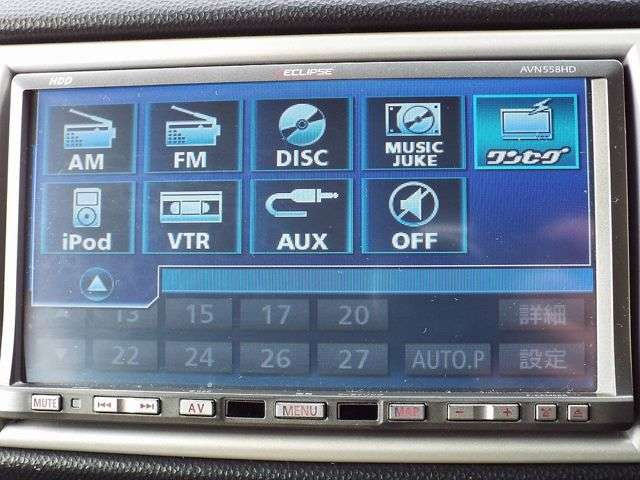 HDD ECLIPSE AVN558HD
AM FM DISC MUSIC JUKE ワンセグ
iPod VTR AUX OFF
13 15 17 20 詳細
22 24 26 27 AUTO.P 設定
MUTE AV MENU MAP